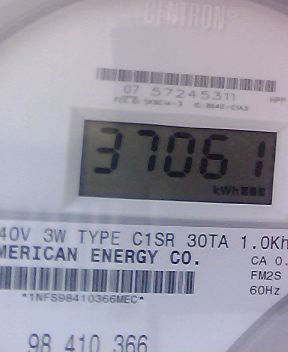 CENTRON®
07 57245311
37061
kWh
40V 3W TYPE C1SR 30TA 1.0Kh
MERICAN ENERGY CO.
CA 0.
FM2S
60Hz
*1NFS98410366MEC*
98 410 366